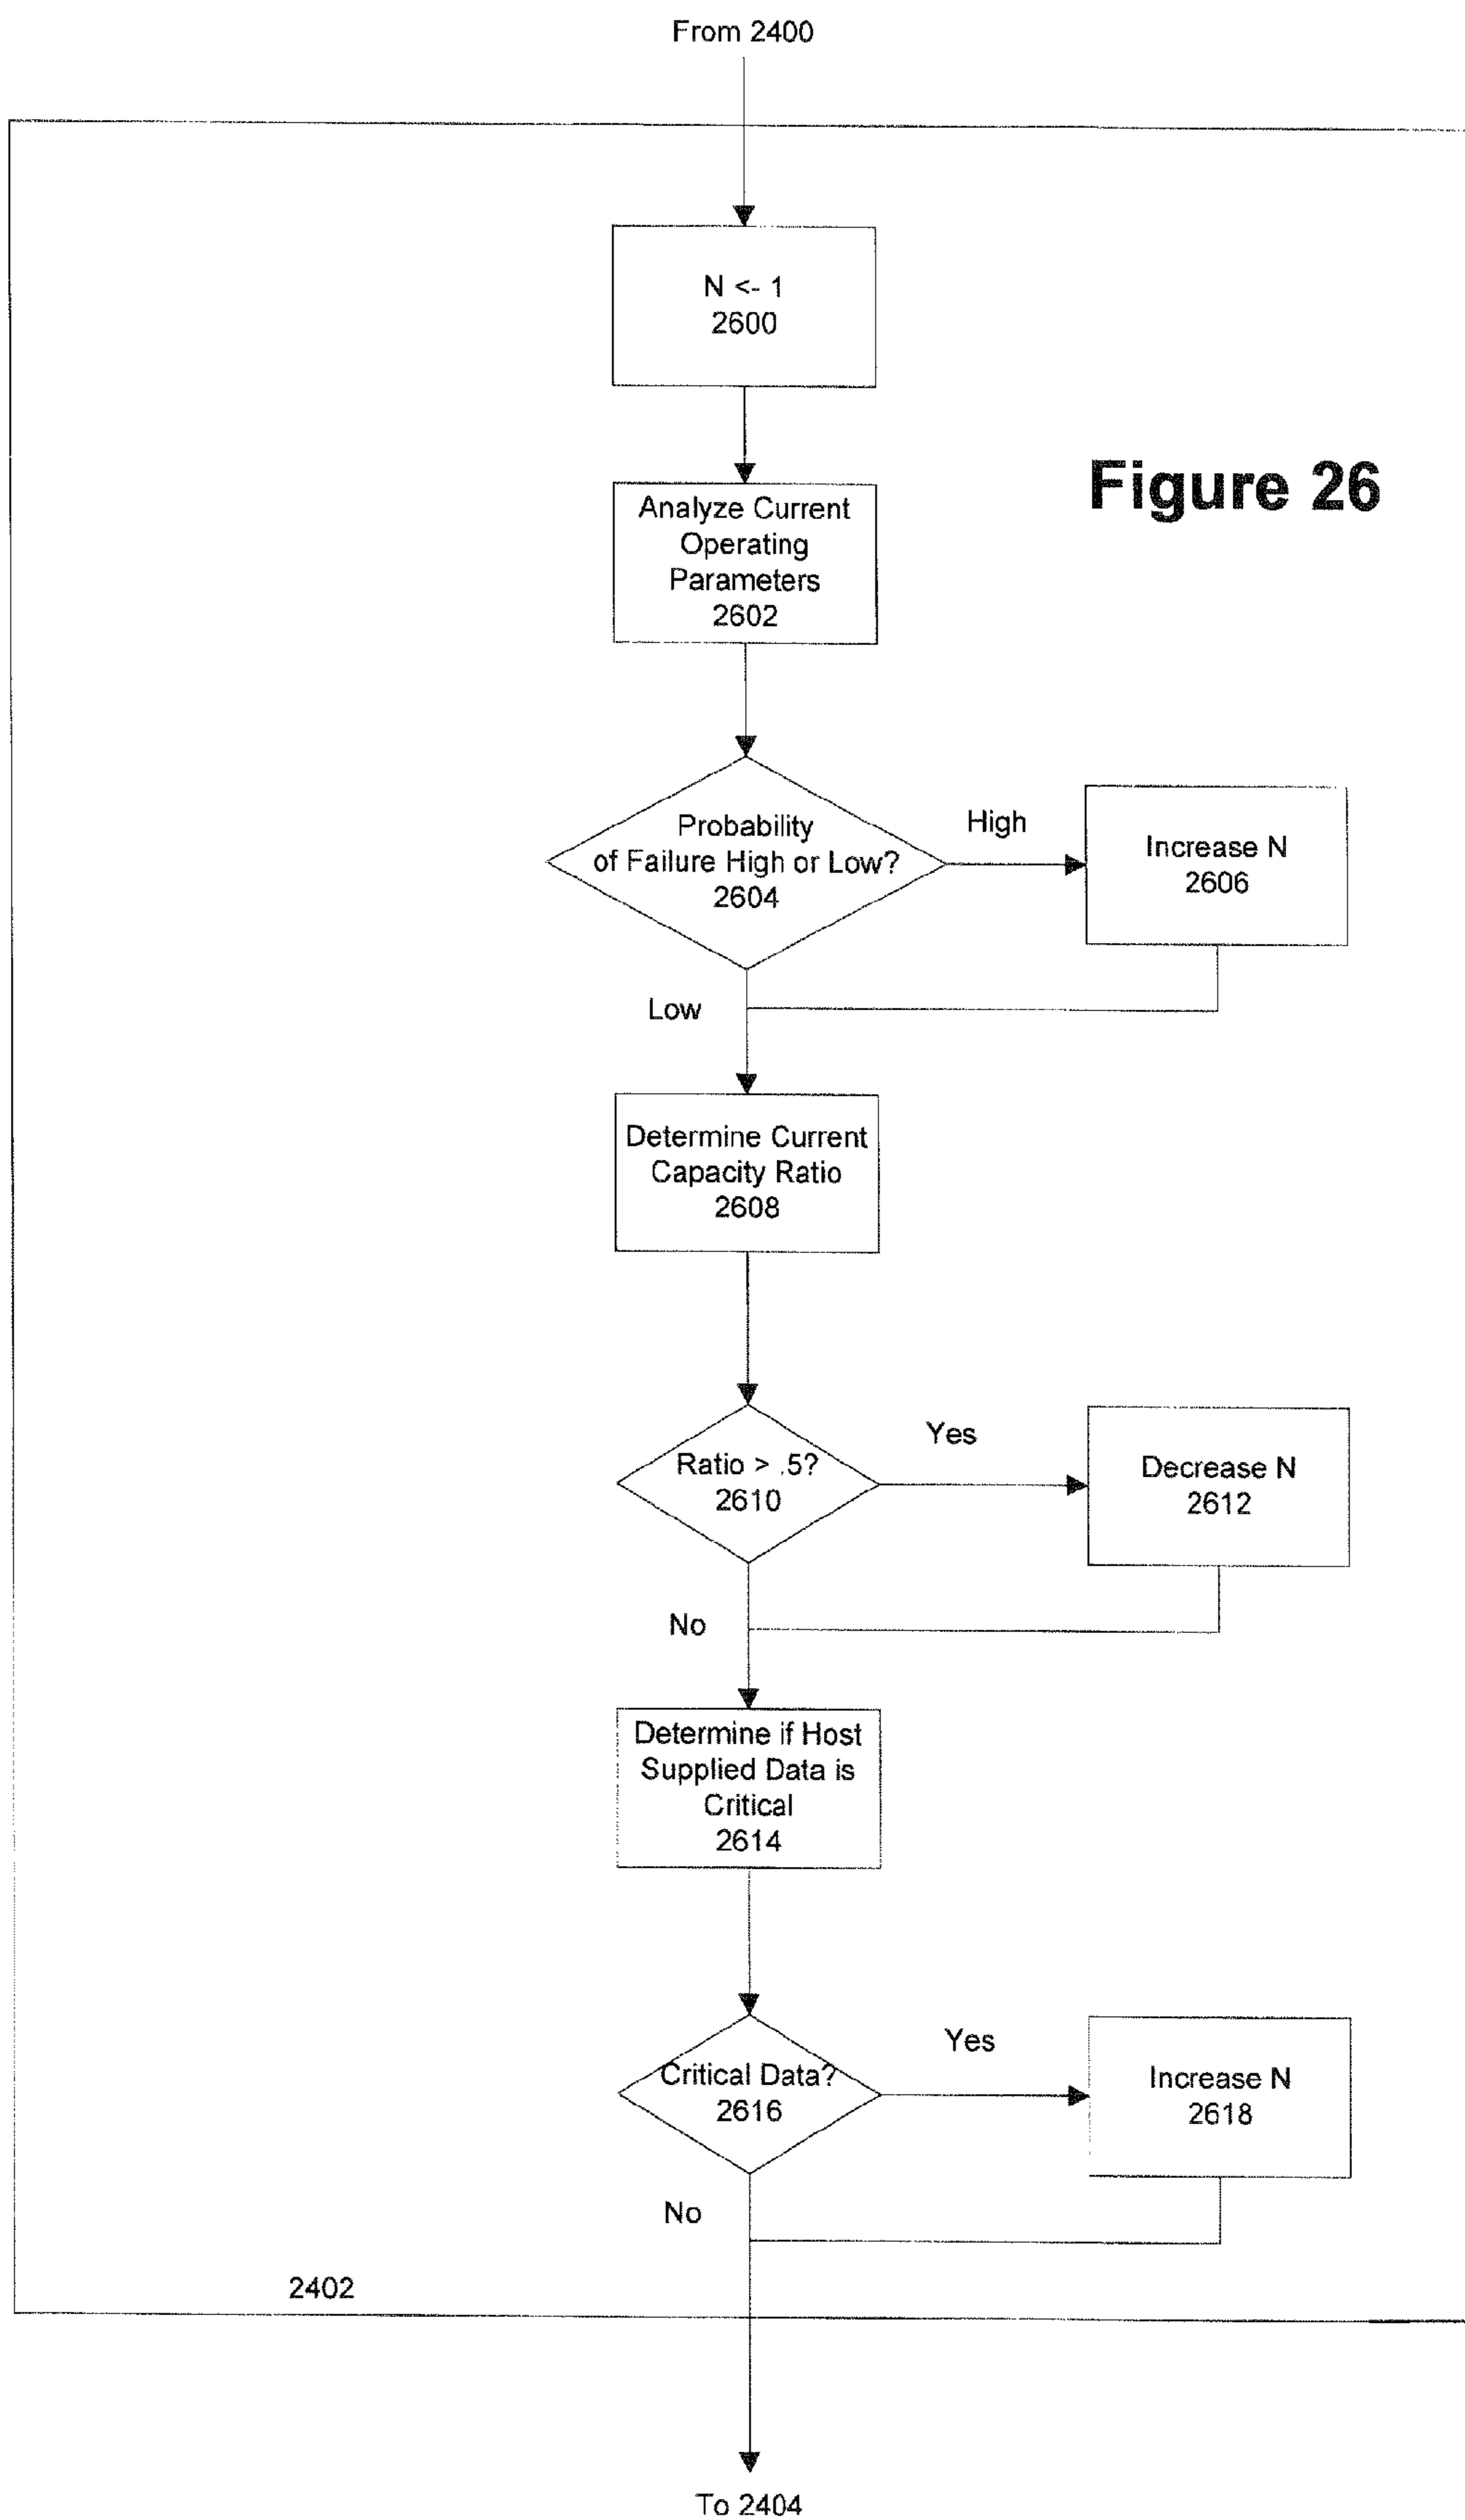 From 2400
N <- 1
2600
Figure 26
Analyze Current
Operating
Parameters
2602
Probability
of Failure High or Low?
2604
High
Increase N
2606
Low
Determine Current
Capacity Ratio
2608
Ratio > .5?
2610
Yes
Decrease N
2612
No
Determine if Host
Supplied Data is
Critical
2614
Critical Data?
2616
Yes
Increase N
2618
No
2402
To 2404